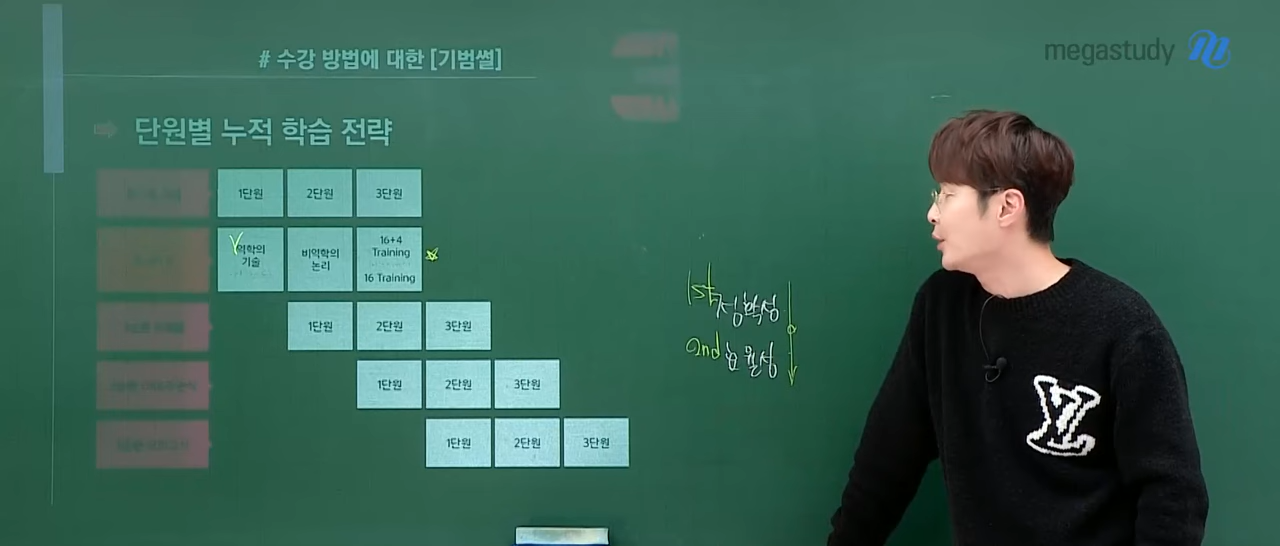 # 수강 방법에 대한 [기범썰]
megastudy
단원별 누적 학습 전략
1단원 2단원 3단원
역학의 기술
비역학의 논리
16+4 Training
16 Training
1단원 2단원 3단원
1단원 2단원 3단원
1단원 2단원 3단원
1st 정확성
2nd 효율성